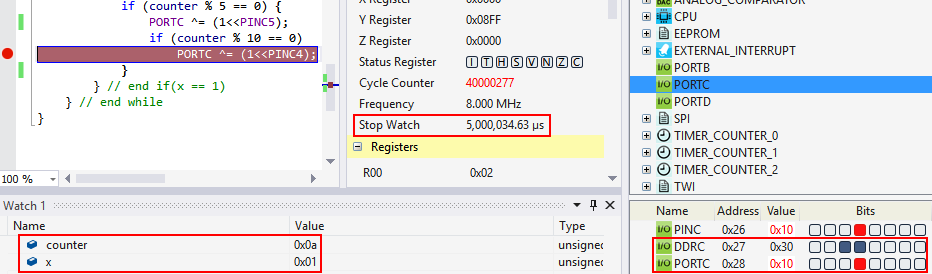 if (counter % 5 == 0) {
PORTC ^= (1<<PINC5);
if (counter % 10 == 0)
PORTC ^= (1<<PINC4);
}
} // end if(x == 1)
} // end while
}
100 %
X Register 0x0000
Y Register 0x08FF
Z Register 0x0000
Status Register I T H S V N Z C
Cycle Counter 40000277
Frequency 8.000 MHz
Stop Watch 5,000,034.63 µs
Registers
R00 0x02
ANALOG_COMPARATOR
CPU
EEPROM
EXTERNAL_INTERRUPT
I/O PORTB
I/O PORTC
I/O PORTD
SPI
TIMER_COUNTER_0
TIMER_COUNTER_1
TIMER_COUNTER_2
TWI
Watch 1
Name Value Type
counter 0x0a unsigned
x 0x01 unsigned
Name Address Value Bits
I/O PINC 0x26 0x10
I/O DDRC 0x27 0x30
I/O PORTC 0x28 0x10